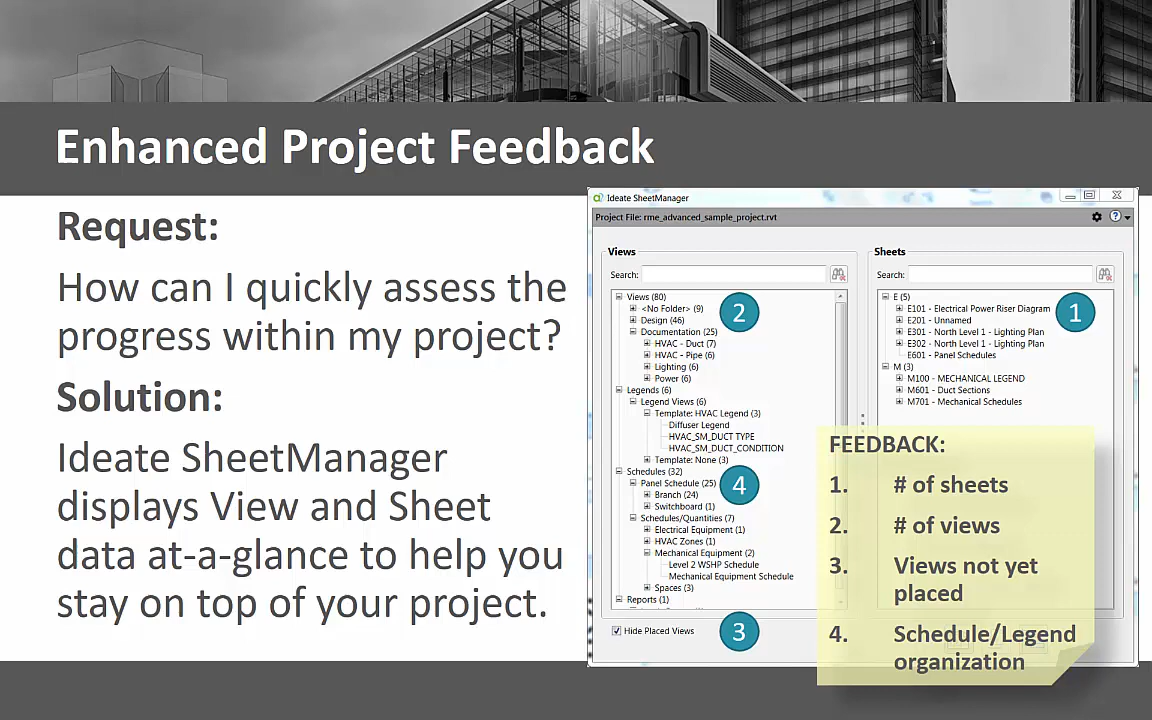 Enhanced Project Feedback
Request:
How can I quickly assess the
progress within my project?
Solution:
Ideate SheetManager
displays View and Sheet
data at-a-glance to help you
stay on top of your project.
Ideate SheetManager
Project File: rme_advanced_sample_project.rvt
Views
Search:
Views (80)
<No Folder> (9)
Design (46)
Documentation (25)
HVAC - Duct (7)
HVAC - Pipe (6)
Lighting (6)
Power (6)
Legends (6)
Legend Views (6)
Template: HVAC Legend (3)
Diffuser Legend
HVAC_SM_DUCT TYPE
HVAC_SM_DUCT_CONDITION
Template: None (3)
Schedules (32)
Panel Schedule (25)
Branch (24)
Switchboard (1)
Schedules/Quantities (7)
Electrical Equipment (1)
HVAC Zones (1)
Mechanical Equipment (2)
Level 2 WSHP Schedule
Mechanical Equipment Schedule
Spaces (3)
Reports (1)
Hide Placed Views
2
4
3
Sheets
Search:
E (5)
E101 - Electrical Power Riser Diagram
E201 - Unnamed
E301 - North Level 1 - Lighting Plan
E302 - North Level 1 - Lighting Plan
E601 - Panel Schedules
M (3)
M100 - MECHANICAL LEGEND
M601 - Duct Sections
M701 - Mechanical Schedules
1
FEEDBACK:
1. # of sheets
2. # of views
3. Views not yet
placed
4. Schedule/Legend
organization